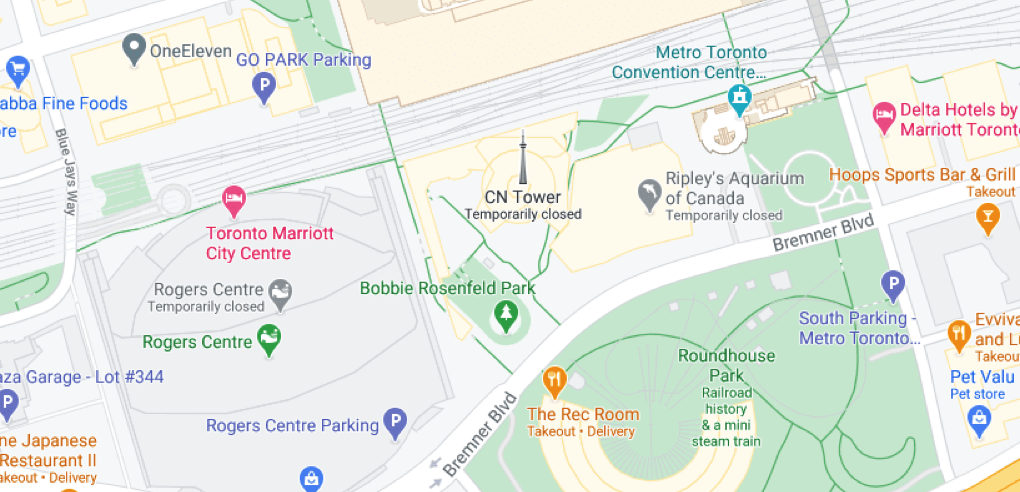 OneEleven
GO PARK Parking
Metro Toronto
Convention Centre...
abba Fine Foods
ore
Delta Hotels by
Marriott Toronto
Blue Jays Way
CN Tower
Temporarily closed
Ripley's Aquarium
of Canada
Temporarily closed
Hoops Sports Bar & Grill
Takeout
Toronto Marriott
City Centre
Bremner Blvd
Rogers Centre
Temporarily closed
Bobbie Rosenfeld Park
South Parking -
Metro Toronto...
Rogers Centre
Evviva
and Lu
Takeout
Roundhouse
Park
Railroad
history
& a mini
steam train
aza Garage - Lot #344
Pet Valu
Pet store
The Rec Room
Takeout • Delivery
Rogers Centre Parking
Bremner Blvd
ne Japanese
Restaurant II
akeout • Delivery
P
P
P
P